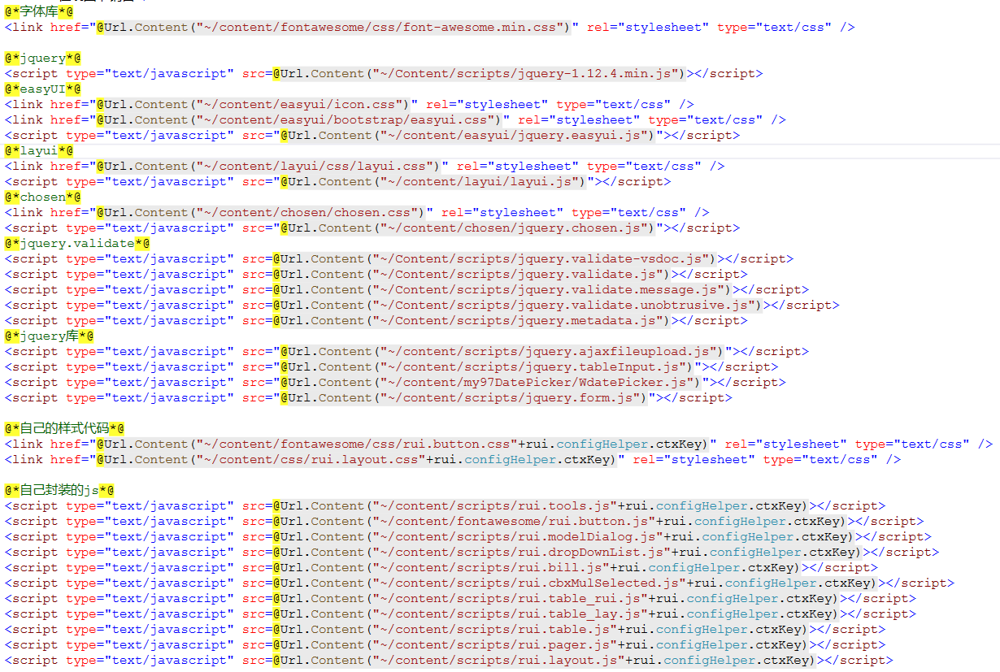 @*字体库*@
<link href="@Url.Content("~/content/fontawesome/css/font-awesome.min.css")" rel="stylesheet" type="text/css" />
@*jquery*@
<script type="text/javascript" src=@Url.Content("~/Content/scripts/jquery-1.12.4.min.js")></script>
@*easyUI*@
<link href="@Url.Content("~/content/easyui/icon.css")" rel="stylesheet" type="text/css" />
<link href="@Url.Content("~/content/easyui/bootstrap/easyui.css")" rel="stylesheet" type="text/css" />
<script type="text/javascript" src="@Url.Content("~/content/easyui/jquery.easyui.js")"></script>
@*layui*@
<link href="@Url.Content("~/content/layui/css/layui.css")" rel="stylesheet" type="text/css" />
<script type="text/javascript" src="@Url.Content("~/content/layui/layui.js")"></script>
@*chosen*@
<link href="@Url.Content("~/content/chosen/chosen.css")" rel="stylesheet" type="text/css" />
<script type="text/javascript" src="@Url.Content("~/content/chosen/jquery.chosen.js")"></script>
@*jquery.validate*@
<script type="text/javascript" src=@Url.Content("~/Content/scripts/jquery.validate-vsdoc.js")></script>
<script type="text/javascript" src=@Url.Content("~/Content/scripts/jquery.validate.js")></script>
<script type="text/javascript" src=@Url.Content("~/Content/scripts/jquery.validate.message.js")></script>
<script type="text/javascript" src=@Url.Content("~/Content/scripts/jquery.validate.unobtrusive.js")></script>
<script type="text/javascript" src=@Url.Content("~/Content/scripts/jquery.metadata.js")></script>
@*jquery库*@
<script type="text/javascript" src="@Url.Content("~/content/scripts/jquery.ajaxfileupload.js")"></script>
<script type="text/javascript" src="@Url.Content("~/content/scripts/jquery.tableInput.js")"></script>
<script type="text/javascript" src="@Url.Content("~/content/my97DatePicker/WdatePicker.js")"></script>
<script type="text/javascript" src="@Url.Content("~/content/scripts/jquery.form.js")"></script>
@*自己的样式代码*@
<link href="@Url.Content("~/content/fontawesome/css/rui.button.css"+rui.configHelper.ctxKey)" rel="stylesheet" type="text/css" />
<link href="@Url.Content("~/content/css/rui.layout.css"+rui.configHelper.ctxKey)" rel="stylesheet" type="text/css" />
@*自己封装的js*@
<script type="text/javascript" src=@Url.Content("~/content/scripts/rui.tools.js"+rui.configHelper.ctxKey)></script>
<script type="text/javascript" src=@Url.Content("~/content/fontawesome/rui.button.js"+rui.configHelper.ctxKey)></script>
<script type="text/javascript" src=@Url.Content("~/content/scripts/rui.modelDialog.js"+rui.configHelper.ctxKey)></script>
<script type="text/javascript" src=@Url.Content("~/content/scripts/rui.dropDownList.js"+rui.configHelper.ctxKey)></script>
<script type="text/javascript" src=@Url.Content("~/content/scripts/rui.bill.js"+rui.configHelper.ctxKey)></script>
<script type="text/javascript" src=@Url.Content("~/content/scripts/rui.cbxMulSelected.js"+rui.configHelper.ctxKey)></script>
<script type="text/javascript" src=@Url.Content("~/content/scripts/rui.table_rui.js"+rui.configHelper.ctxKey)></script>
<script type="text/javascript" src=@Url.Content("~/content/scripts/rui.table_lay.js"+rui.configHelper.ctxKey)></script>
<script type="text/javascript" src=@Url.Content("~/content/scripts/rui.table.js"+rui.configHelper.ctxKey)></script>
<script type="text/javascript" src=@Url.Content("~/content/scripts/rui.pager.js"+rui.configHelper.ctxKey)></script>
<script type="text/javascript" src=@Url.Content("~/content/scripts/rui.layout.js"+rui.configHelper.ctxKey)></script>